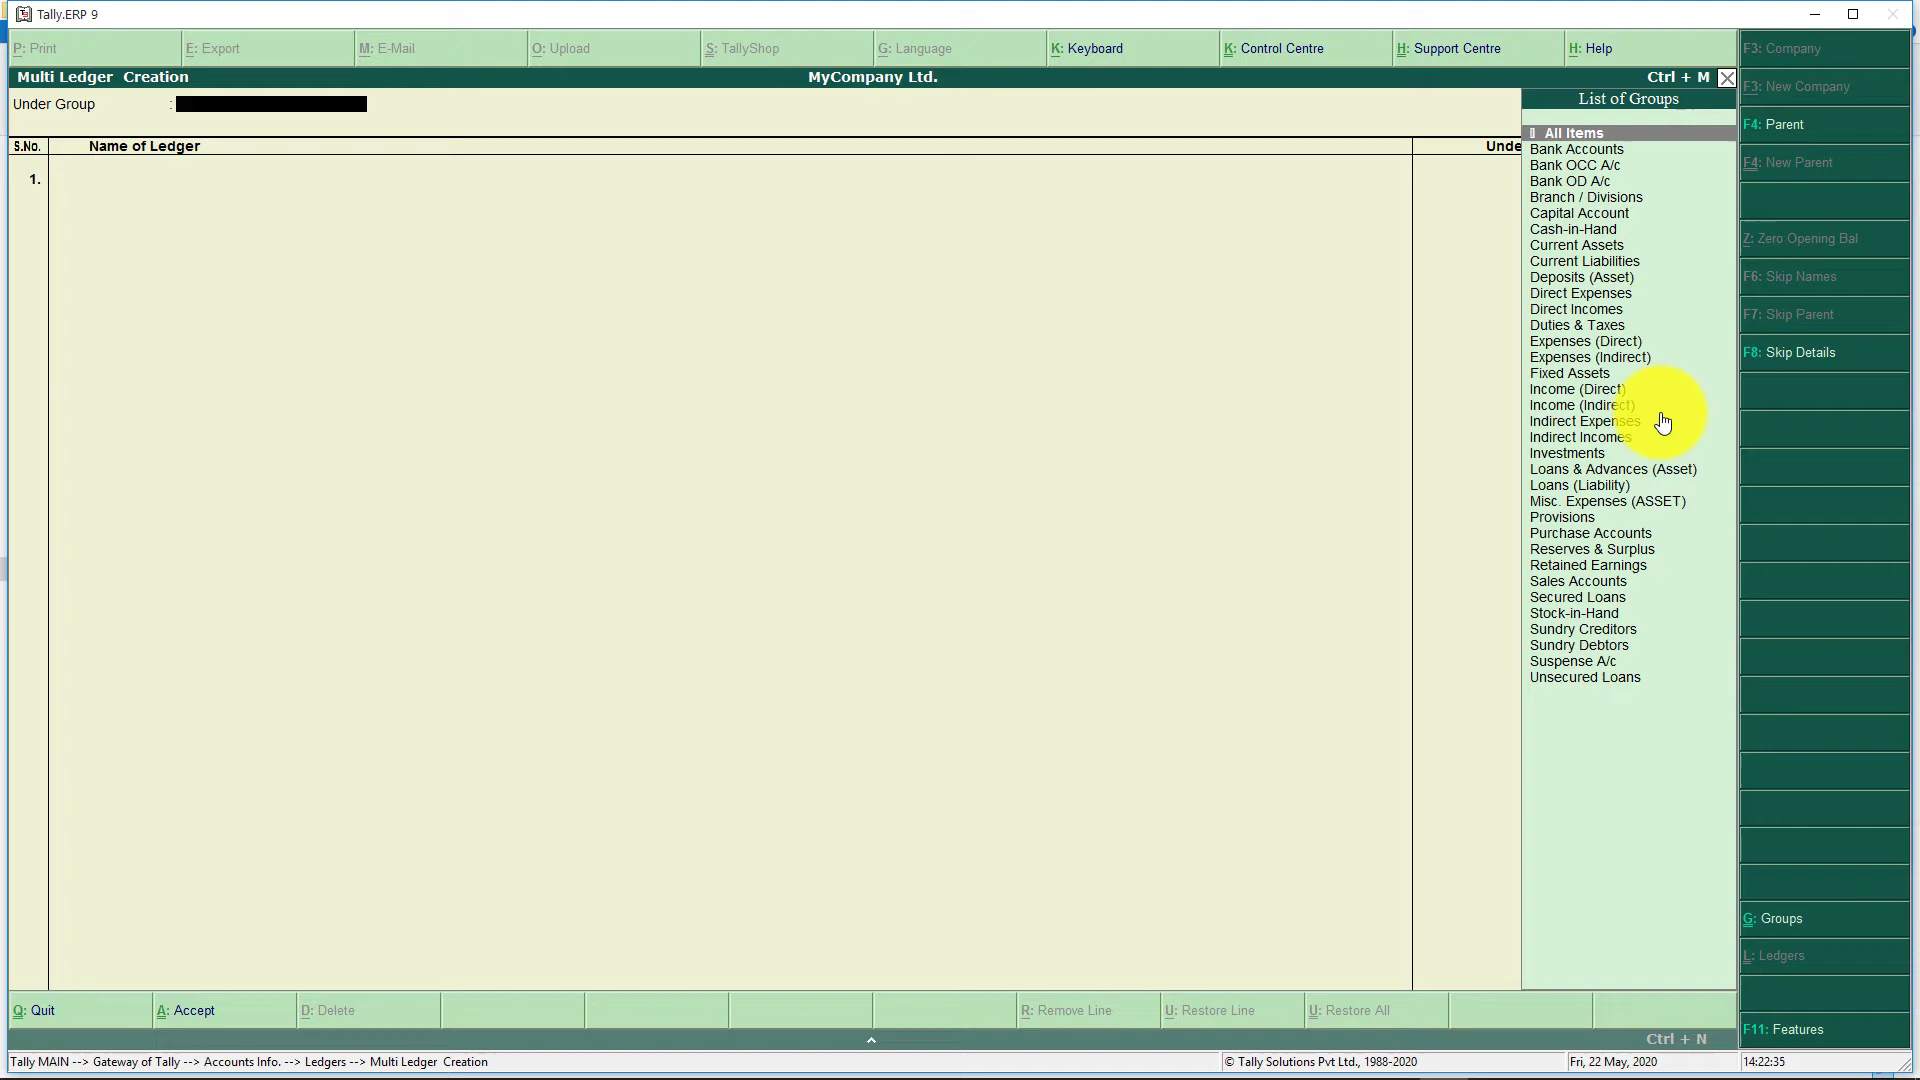 Tally.ERP 9
P: Print
E: Export
M: E-Mail
O: Upload
S: TallyShop
G: Language
K: Keyboard
K: Control Centre
H: Support Centre
H: Help
Multi Ledger Creation
MyCompany Ltd.
Ctrl + M
Under Group :
List of Groups
S.No.
Name of Ledger
Unde
1.
All Items
Bank Accounts
Bank OCC A/c
Bank OD A/c
Branch / Divisions
Capital Account
Cash-in-Hand
Current Assets
Current Liabilities
Deposits (Asset)
Direct Expenses
Direct Incomes
Duties & Taxes
Expenses (Direct)
Expenses (Indirect)
Fixed Assets
Income (Direct)
Income (Indirect)
Indirect Expenses
Indirect Incomes
Investments
Loans & Advances (Asset)
Loans (Liability)
Misc. Expenses (ASSET)
Provisions
Purchase Accounts
Reserves & Surplus
Retained Earnings
Sales Accounts
Secured Loans
Stock-in-Hand
Sundry Creditors
Sundry Debtors
Suspense A/c
Unsecured Loans
F3: Company
F3: New Company
F4: Parent
F4: New Parent
Z: Zero Opening Bal
F6: Skip Names
F7: Skip Parent
F8: Skip Details
G: Groups
L: Ledgers
F11: Features
Q: Quit
A: Accept
D: Delete
R: Remove Line
U: Restore Line
U: Restore All
Ctrl + N
Tally MAIN --> Gateway of Tally --> Accounts Info. --> Ledgers --> Multi Ledger Creation
© Tally Solutions Pvt Ltd., 1988-2020
Fri, 22 May, 2020
14:22:35